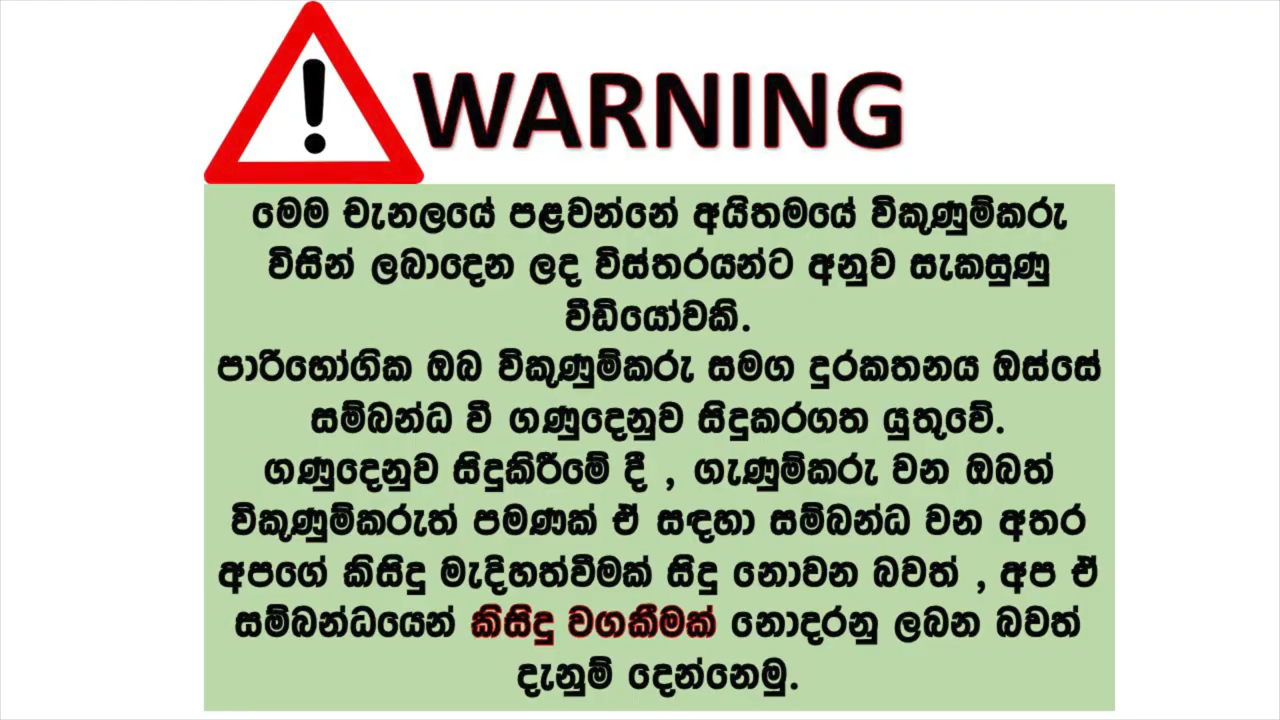 WARNING
මෙම චැනලයේ පළවන්නේ අයිතමයේ විකුණුම්කරු
විසින් ලබාදෙන ලද විස්තරයන්ට අනුව සැකසුණු
වීඩියෝවකි.
පාරිභෝගික ඔබ විකුණුම්කරු සමග දුරකතනය ඔස්සේ
සම්බන්ධ වී ගණුදෙනුව සිදුකරගත යුතුවේ.
ගණුදෙනුව සිදුකිරීමේ දී , ගැණුම්කරු වන ඔබත්
විකුණුම්කරුත් පමණක් ඒ සඳහා සම්බන්ධ වන අතර
අපගේ කිසිදු මැදිහත්වීමක් සිදු නොවන බවත් , අප ඒ
සම්බන්ධයෙන් කිසිදු වගකීමක් නොදරනු ලබන බවත්
දැනුම් දෙන්නෙමු.